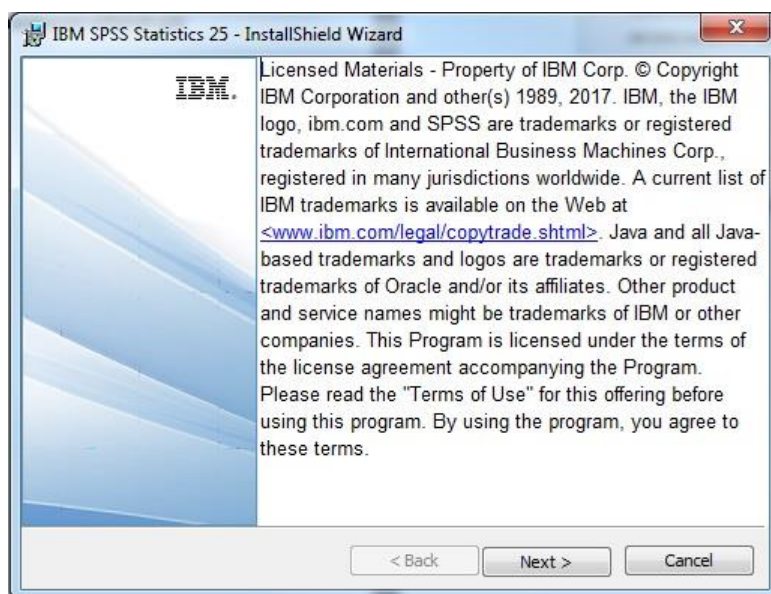 IBM SPSS Statistics 25 - InstallShield Wizard
IBM.
Licensed Materials - Property of IBM Corp. © Copyright
IBM Corporation and other(s) 1989, 2017. IBM, the IBM
logo, ibm.com and SPSS are trademarks or registered
trademarks of International Business Machines Corp.,
registered in many jurisdictions worldwide. A current list of
IBM trademarks is available on the Web at
<www.ibm.com/legal/copytrade.shtml>. Java and all Java-
based trademarks and logos are trademarks or registered
trademarks of Oracle and/or its affiliates. Other product
and service names might be trademarks of IBM or other
companies. This Program is licensed under the terms of
the license agreement accompanying the Program.
Please read the "Terms of Use" for this offering before
using this program. By using the program, you agree to
these terms.
< Back
Next >
Cancel